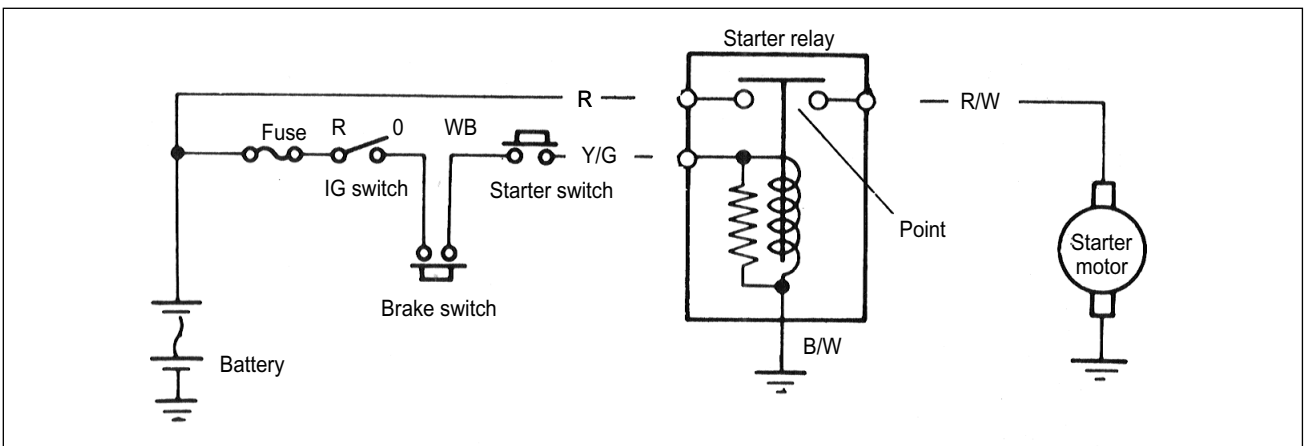 Starter relay
R
R/W
Fuse
R
0
WB
Y/G
IG switch
Starter switch
Point
Starter
motor
Brake switch
B/W
Battery